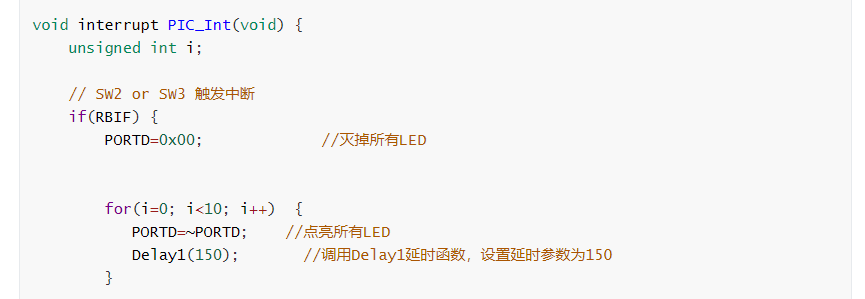 void interrupt PIC_Int(void) {
unsigned int i;
// SW2 or SW3 触发中断
if(RBIF) {
PORTD=0x00; //灭掉所有LED
for(i=0; i<10; i++) {
PORTD=~PORTD; //点亮所有LED
Delay1(150); //调用Delay1延时函数，设置延时参数为150
}